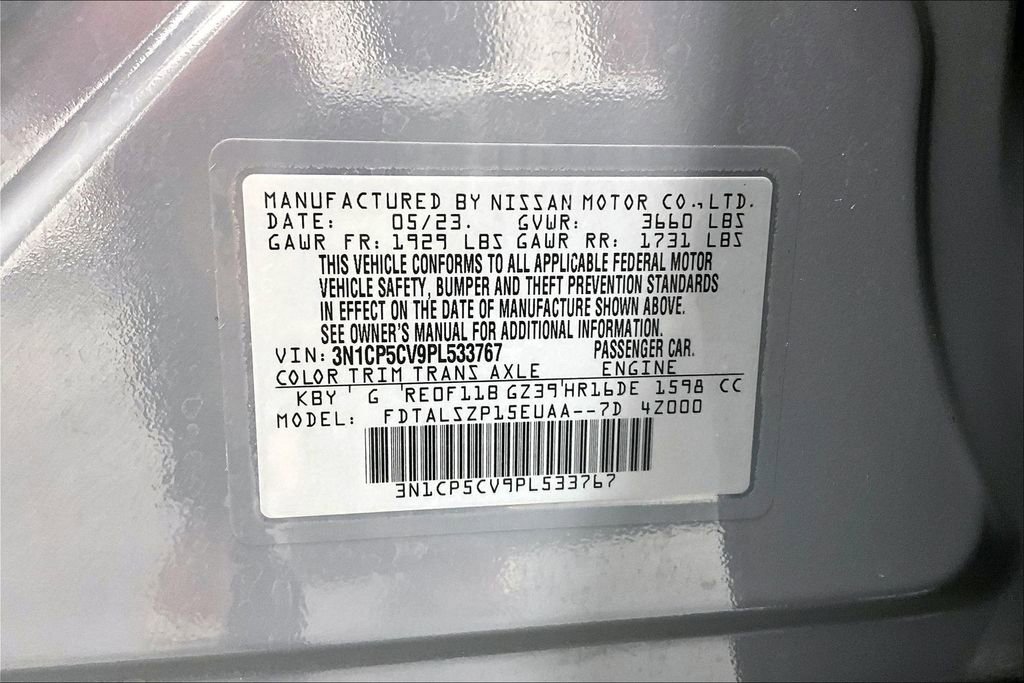 MANUFACTURED BY NISSAN MOTOR CO.,LTD.
DATE: 05/23. GVWR: 3660 LBS
GAWR FR: 1929 LBS GAWR RR: 1731 LBS
THIS VEHICLE CONFORMS TO ALL APPLICABLE FEDERAL MOTOR
VEHICLE SAFETY, BUMPER AND THEFT PREVENTION STANDARDS
IN EFFECT ON THE DATE OF MANUFACTURE SHOWN ABOVE.
SEE OWNER'S MANUAL FOR ADDITIONAL INFORMATION.
VIN: 3N1CP5CV9PL533767 PASSENGER CAR.
COLOR TRIM TRANS AXLE ENGINE
KBY G RE0F11B GZ39 HR16DE 1598 CC
MODEL: FDTALSZP15EUAA--7D 4Z000
3N1CP5CV9PL533767